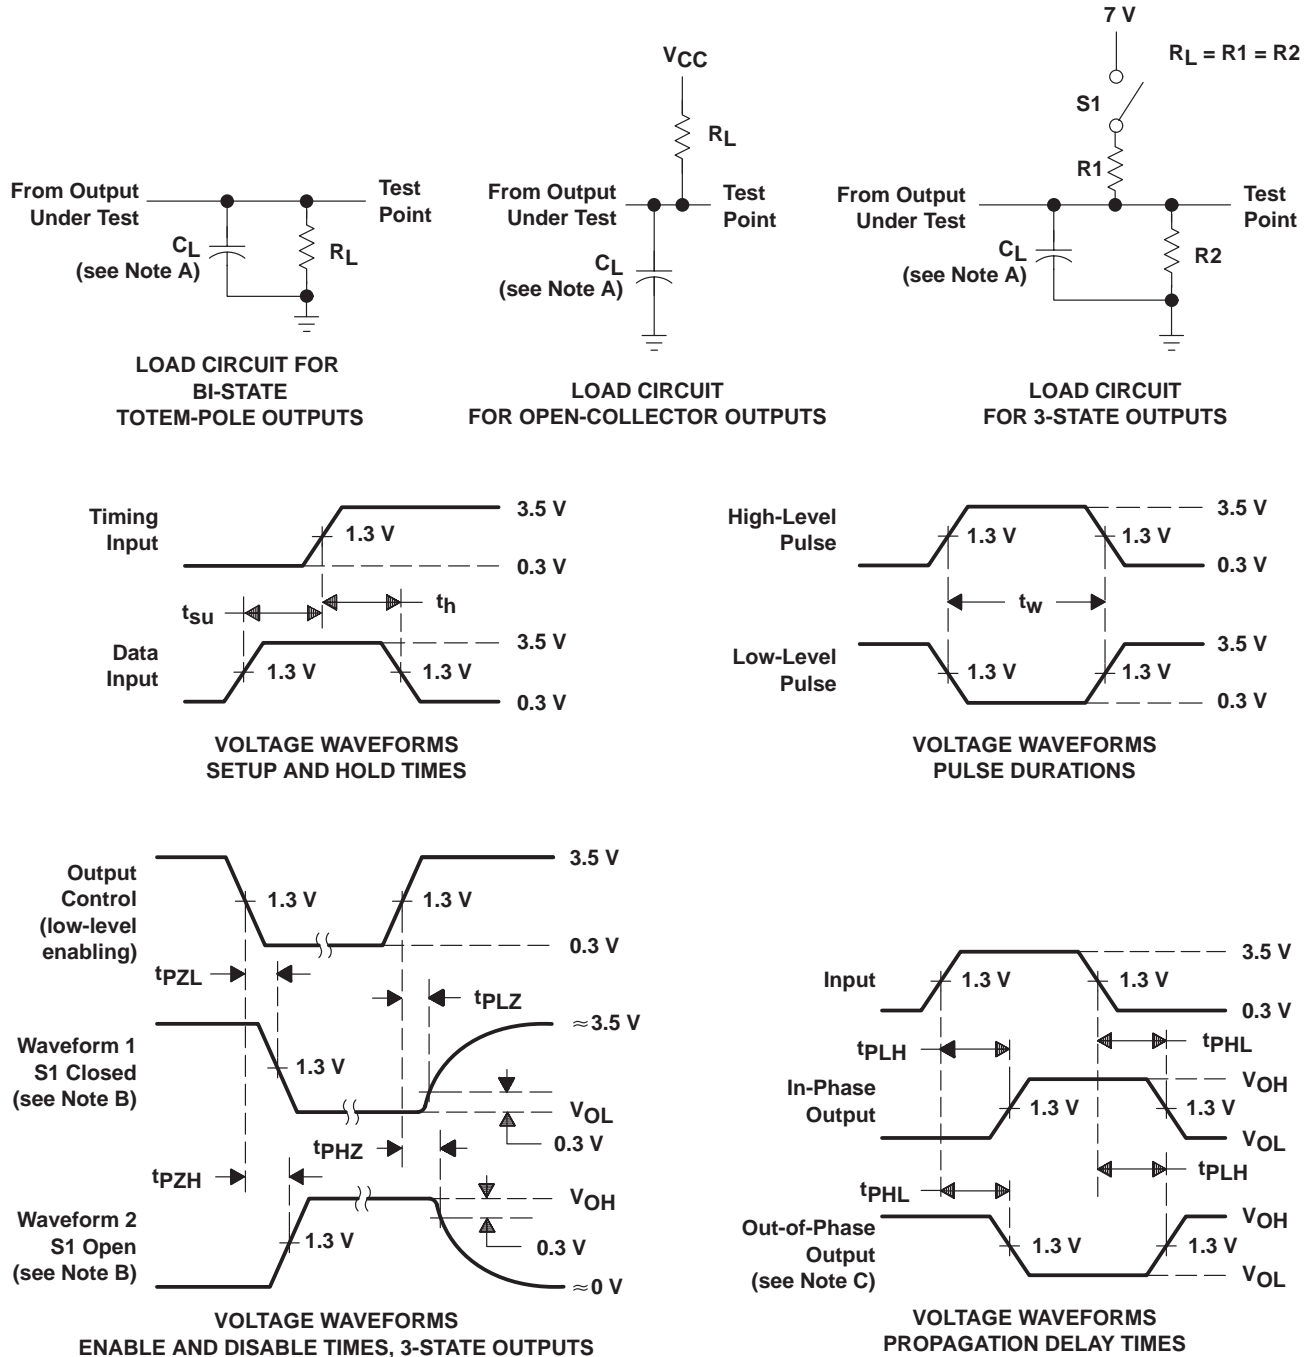 From Output
Under Test
Test
Point
CL
(see Note A)
RL
LOAD CIRCUIT FOR
BI-STATE
TOTEM-POLE OUTPUTS
VCC
RL
From Output
Under Test
Test
Point
CL
(see Note A)
LOAD CIRCUIT
FOR OPEN-COLLECTOR OUTPUTS
7 V
RL = R1 = R2
S1
R1
From Output
Under Test
Test
Point
CL
(see Note A)
R2
LOAD CIRCUIT
FOR 3-STATE OUTPUTS
Timing
Input
1.3 V
3.5 V
0.3 V
tsu
th
Data
Input
1.3 V
1.3 V
3.5 V
0.3 V
VOLTAGE WAVEFORMS
SETUP AND HOLD TIMES
High-Level
Pulse
1.3 V
1.3 V
3.5 V
0.3 V
tw
Low-Level
Pulse
1.3 V
1.3 V
3.5 V
0.3 V
VOLTAGE WAVEFORMS
PULSE DURATIONS
Output
Control
(low-level
enabling)
1.3 V
1.3 V
3.5 V
0.3 V
tPZL
tPLZ
Waveform 1
S1 Closed
(see Note B)
1.3 V
≈3.5 V
VOL
0.3 V
tPHZ
tPZH
Waveform 2
S1 Open
(see Note B)
1.3 V
VOH
0.3 V
≈0 V
VOLTAGE WAVEFORMS
ENABLE AND DISABLE TIMES, 3-STATE OUTPUTS
Input
1.3 V
1.3 V
3.5 V
0.3 V
tPLH
tPHL
In-Phase
Output
1.3 V
1.3 V
VOH
VOL
tPHL
tPLH
Out-of-Phase
Output
(see Note C)
1.3 V
1.3 V
VOH
VOL
VOLTAGE WAVEFORMS
PROPAGATION DELAY TIMES